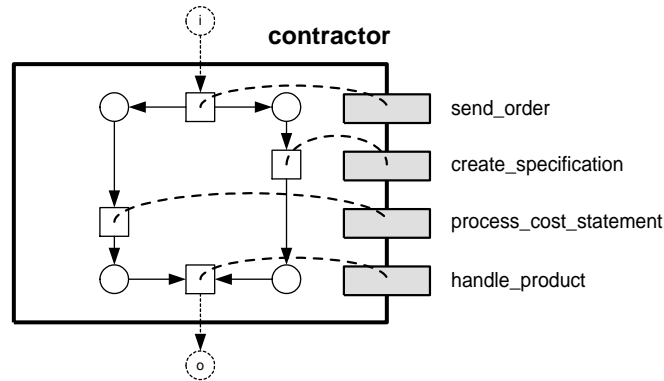 i
contractor
send_order
create_specification
process_cost_statement
handle_product
o